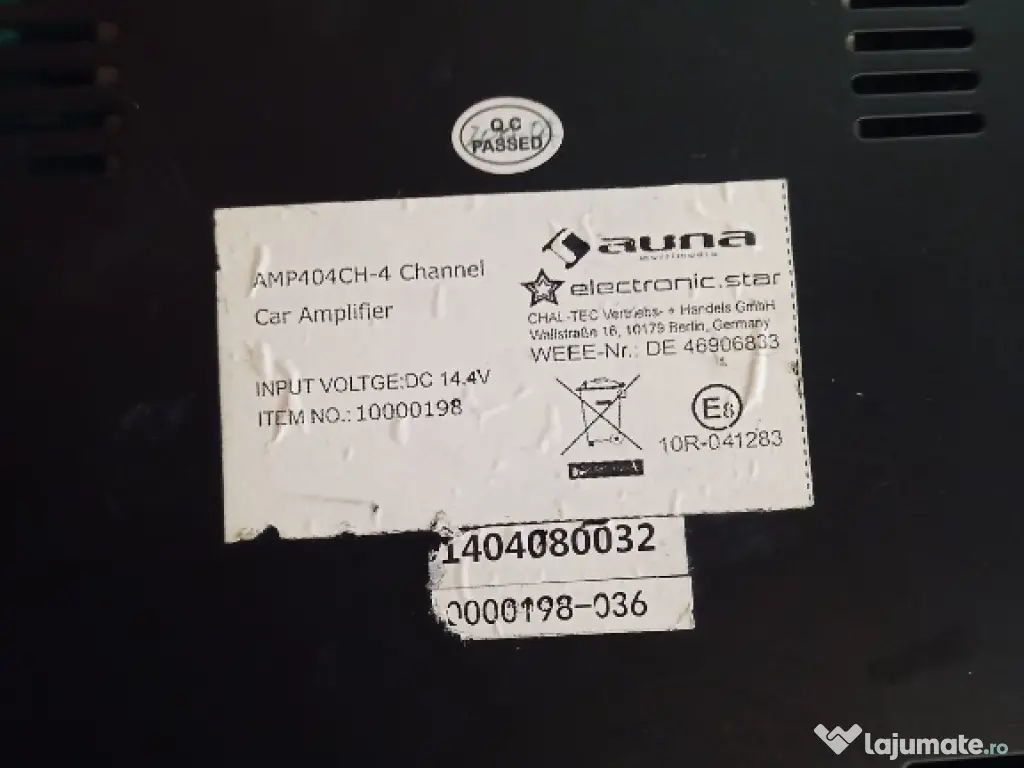 Q.C
PASSED
AMP404CH-4 Channel
Car Amplifier
INPUT VOLTGE:DC 14.4V
ITEM NO.: 10000198
auna
multimedia
electronic.star
CHAL-TEC Vertriebs- + Handels GmbH
Wallstraße 16, 10179 Berlin, Germany
WEEE-Nr.: DE 46906833
E8
10R-041283
1404080032
0000198-036
lajumate.ro